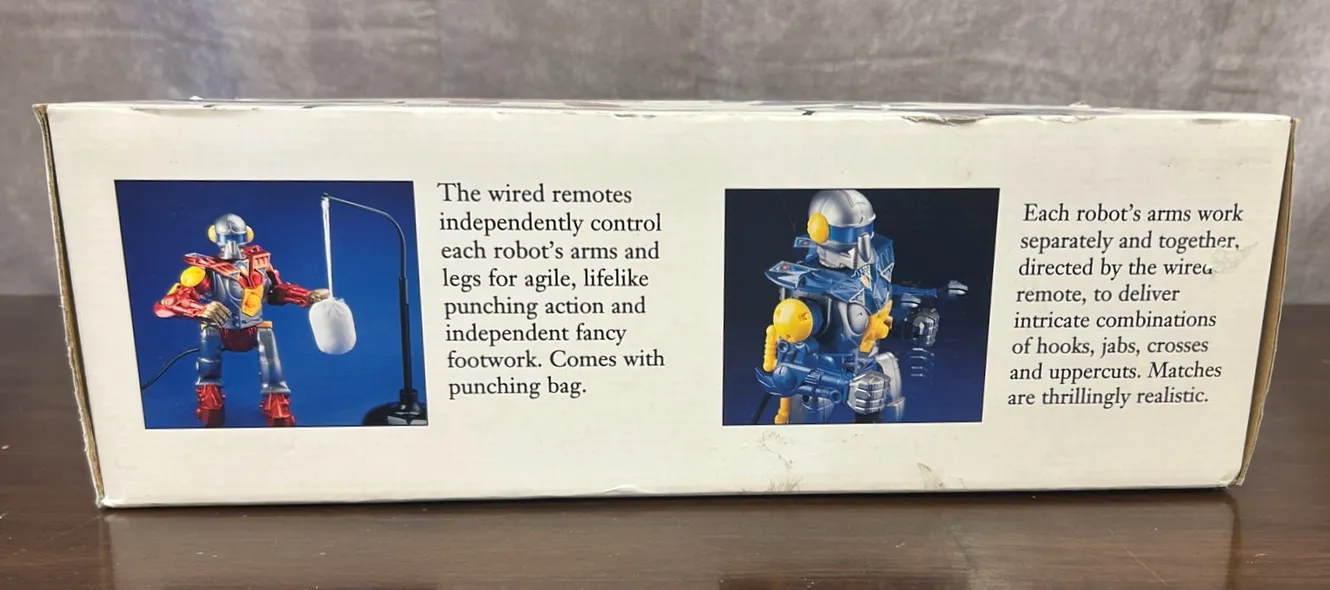 The wired remotes
independently control
each robot's arms and
legs for agile, lifelike
punching action and
independent fancy
footwork. Comes with
punching bag.
Each robot's arms work
separately and together,
directed by the wired
remote, to deliver
intricate combinations
of hooks, jabs, crosses
and uppercuts. Matches
are thrillingly realistic.